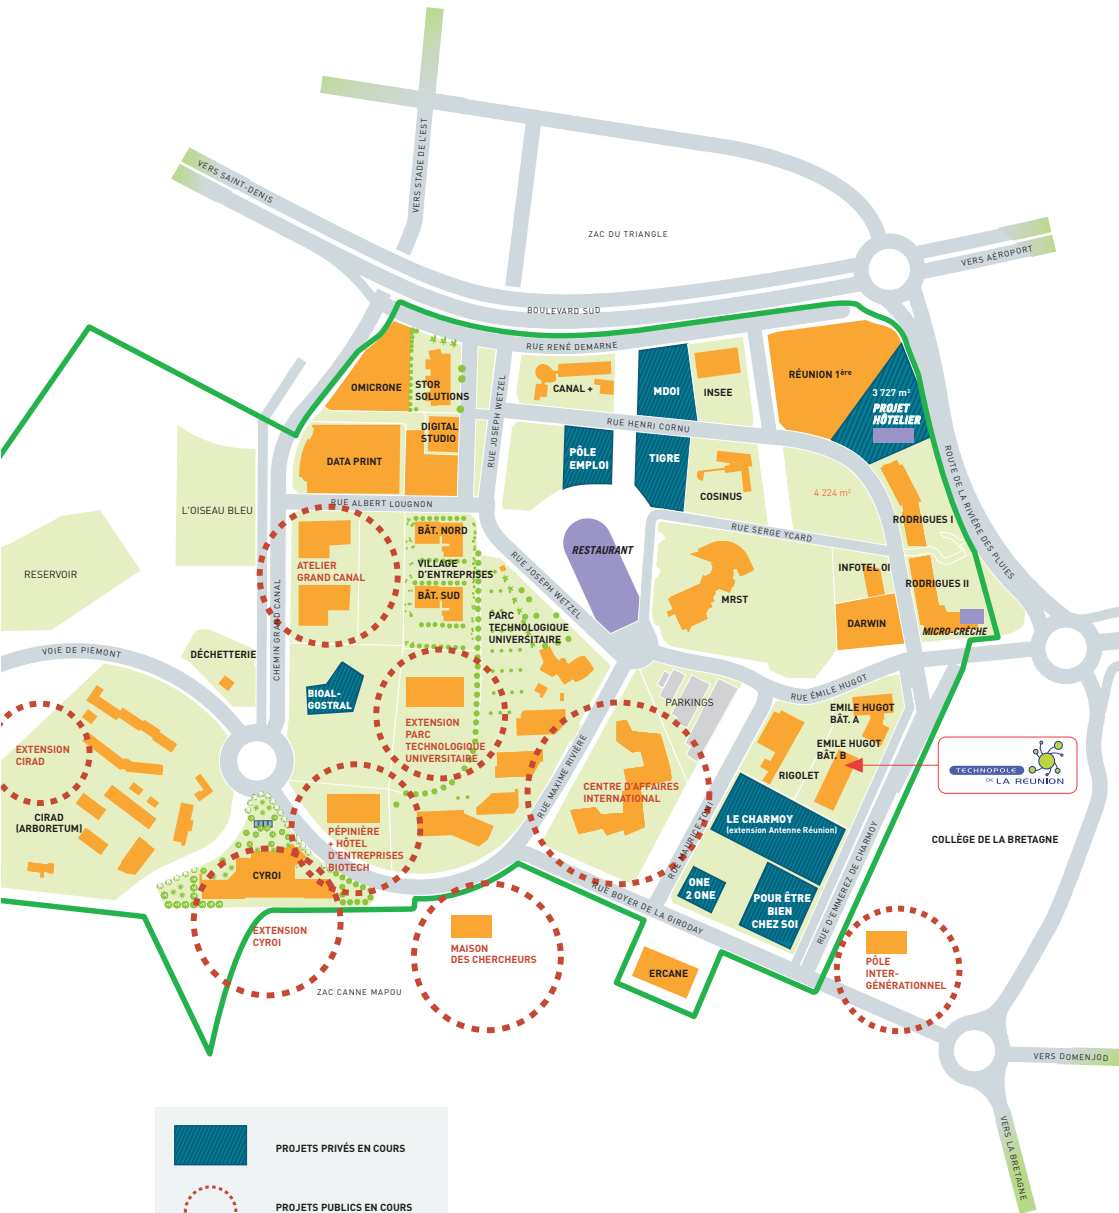 VERS SAINT-DENIS
VERS STADE DE L'EST
ZAC DU TRIANGLE
VERS AÉROPORT
BOULEVARD SUD
RUE RENÉ DEMARNE
OMICRONE
STOR
SOLUTIONS
CANAL +
MDOI
INSEE
RÉUNION 1ère
3 727 m²
PROJET
HÔTELIER
RUE JOSEPH WETZEL
RUE HENRI CORNU
DIGITAL
STUDIO
DATA PRINT
PÔLE
EMPLOI
TIGRE
COSINUS
4 224 m²
ROUTE DE LA RIVIÈRE DES PLUIES
RUE ALBERT LOUGNON
L'OISEAU BLEU
BÂT. NORD
RODRIGUES I
RUE SERGE YCARD
RESTAURANT
RUE JOSEPH WETZEL
RESERVOIR
ATELIER
GRAND CANAL
VILLAGE
D'ENTREPRISES
BÂT. SUD
INFOTEL OI
RODRIGUES II
MRST
CHEMIN GRAND CANAL
PARC
TECHNOLOGIQUE
UNIVERSITAIRE
DARWIN
MICRO-CRÈCHE
VOIE DE PIEMONT
DÉCHETTERIE
BIOAL-
GOSTRAL
RUE ÉMILE HUGOT
PARKINGS
EMILE HUGOT
BÂT. A
EXTENSION
PARC
TECHNOLOGIQUE
UNIVERSITAIRE
EMILE HUGOT
BÂT. B
EXTENSION
CIRAD
RUE MAXIME RIVIÈRE
RIGOLET
TECHNOPOLE
DE LA RÉUNION
CENTRE D'AFFAIRES
INTERNATIONAL
CIRAD
(ARBORETUM)
PÉPINIÈRE
+ HÔTEL
D'ENTREPRISES
BIOTECH
RUE MAURICE TOMI
LE CHARMOY
(extension Antenne Réunion)
COLLÈGE DE LA BRETAGNE
RUE D'EMMEREZ DE CHARMOY
CYROI
ONE
2 ONE
POUR ÊTRE
BIEN
CHEZ SOI
RUE BOYER DE LA GIRODAY
EXTENSION
CYROI
MAISON
DES CHERCHEURS
ERCANE
PÔLE
INTER-
GÉNÉRATIONNEL
ZAC CANNE MAPOU
VERS DOMENJOD
VERS LA BRETAGNE
PROJETS PRIVÉS EN COURS
PROJETS PUBLICS EN COURS